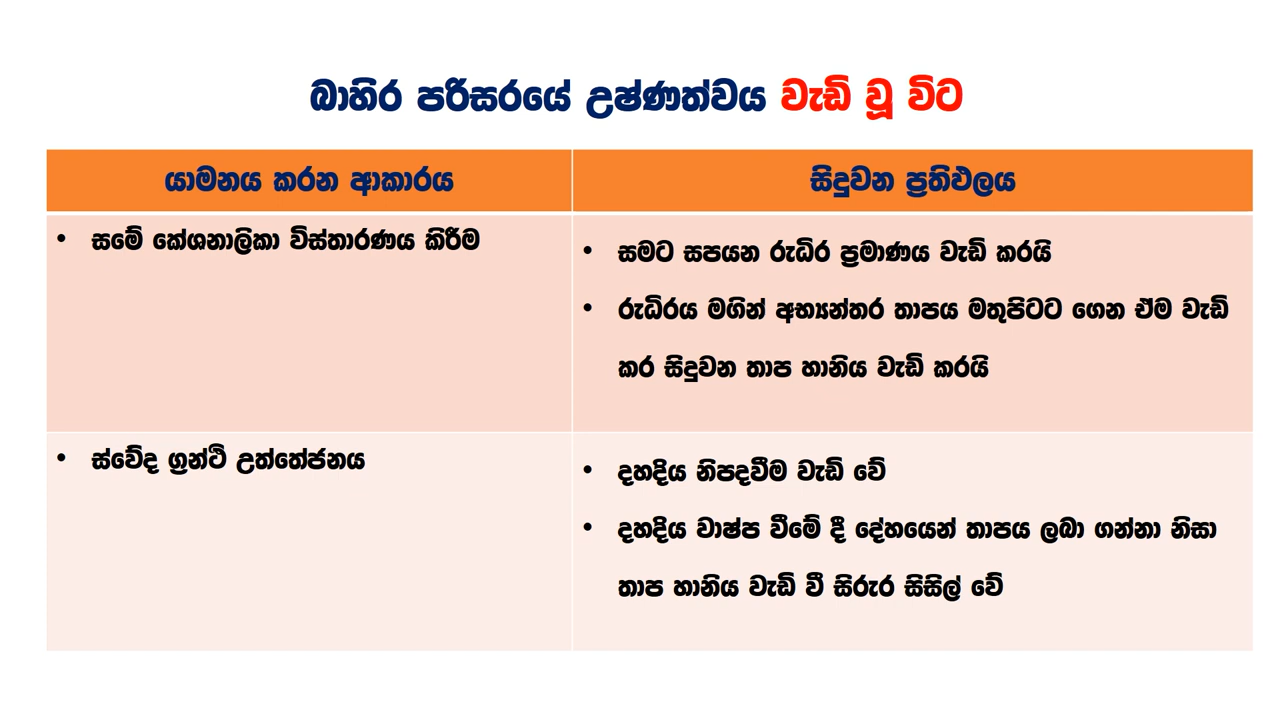 බාහිර පරිසරයේ උෂ්ණත්වය වැඩි වූ විට
යාමනය කරන ආකාරය
සිදුවන ප්‍රතිඵලය
• සමේ කේශනාලිකා විස්තාරණය කිරීම
• සමට සපයන රුධිර ප්‍රමාණය වැඩි කරයි
• රුධිරය මගින් අභ්‍යන්තර තාපය මතුපිටට ගෙන ඒම වැඩි
කර සිදුවන තාප හානිය වැඩි කරයි
• ස්වේද ග්‍රන්ථි උත්තේජනය
• දහදිය නිපදවීම වැඩි වේ
• දහදිය වාෂ්ප වීමේ දී දේහයෙන් තාපය ලබා ගන්නා නිසා
තාප හානිය වැඩි වී සිරුර සිසිල් වේ